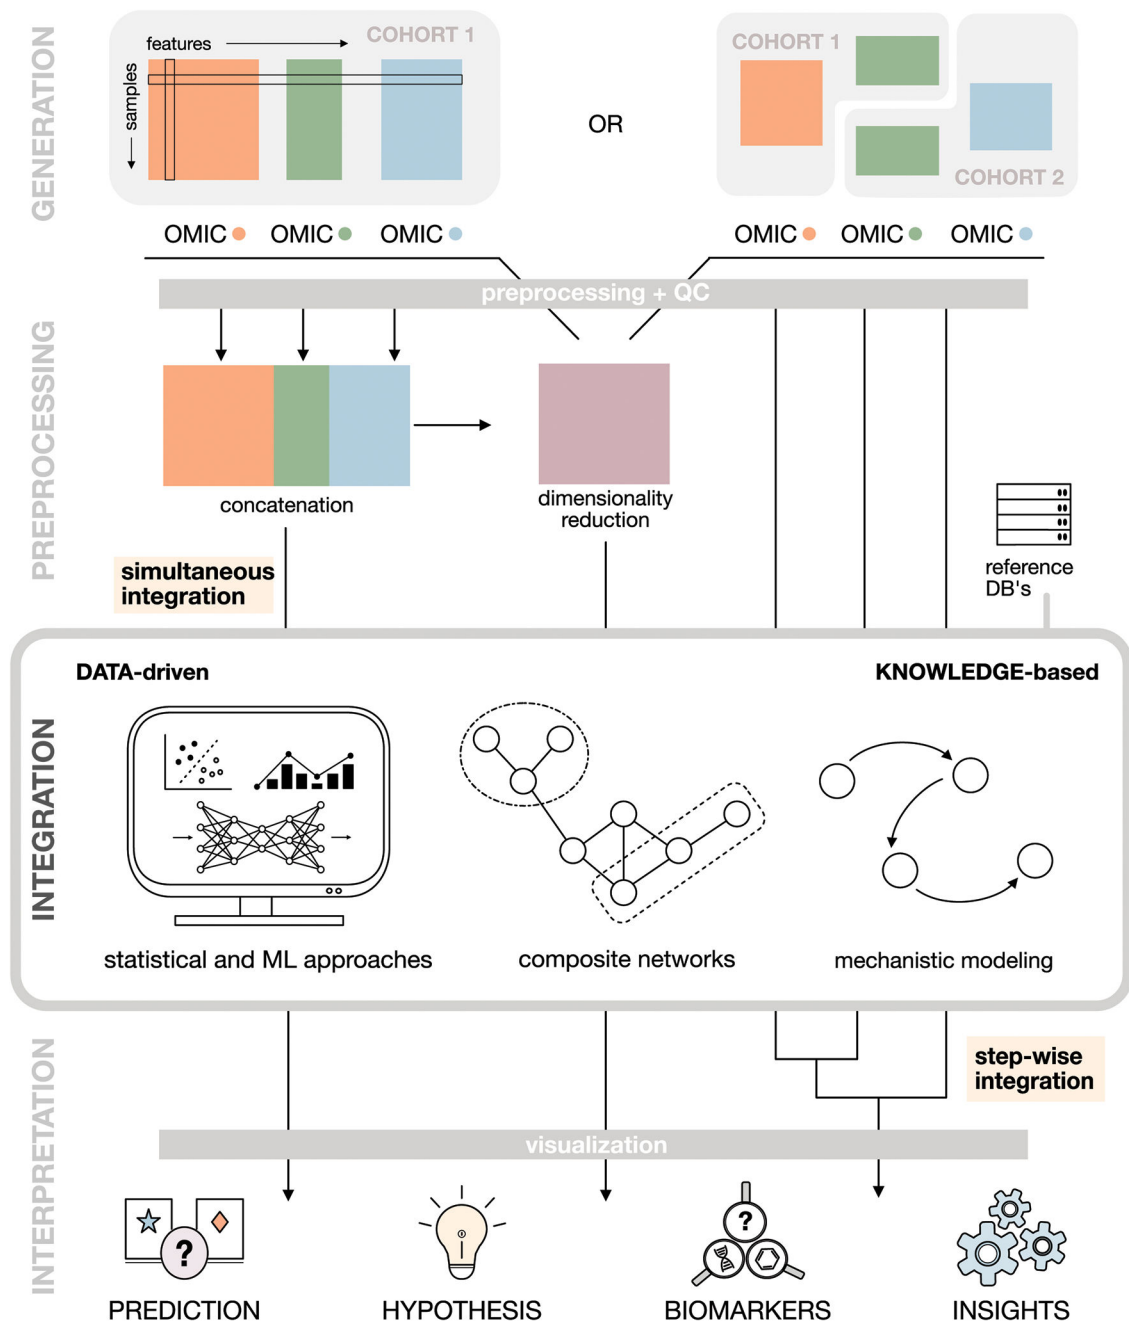 GENERATION
features
COHORT 1
samples
OR
COHORT 1
COHORT 2
OMIC
OMIC
OMIC
OMIC
OMIC
OMIC
preprocessing + QC
PREPROCESSING
concatenation
dimensionality
reduction
simultaneous
integration
reference
DB's
DATA-driven
KNOWLEDGE-based
INTEGRATION
statistical and ML approaches
composite networks
mechanistic modeling
step-wise
integration
INTERPRETATION
visualization
?
?
PREDICTION
HYPOTHESIS
BIOMARKERS
INSIGHTS